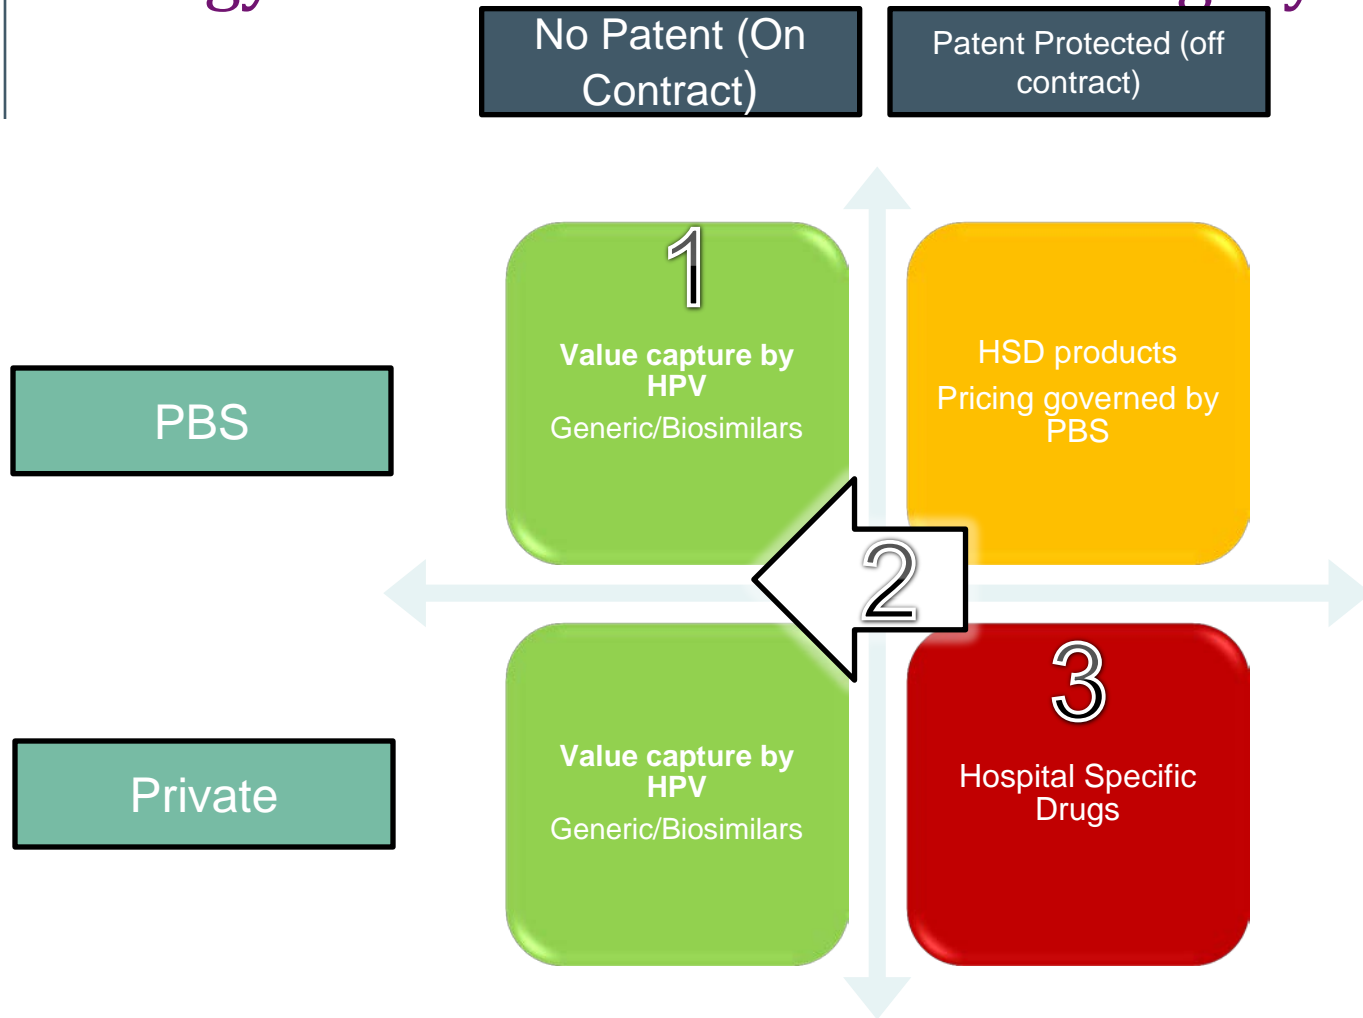 No Patent (On
Contract)
Patent Protected (off
contract)
1
Value capture by
HPV
Generic/Biosimilars
HSD products
Pricing governed by
PBS
PBS
2
3
Value capture by
HPV
Generic/Biosimilars
Hospital Specific
Drugs
Private